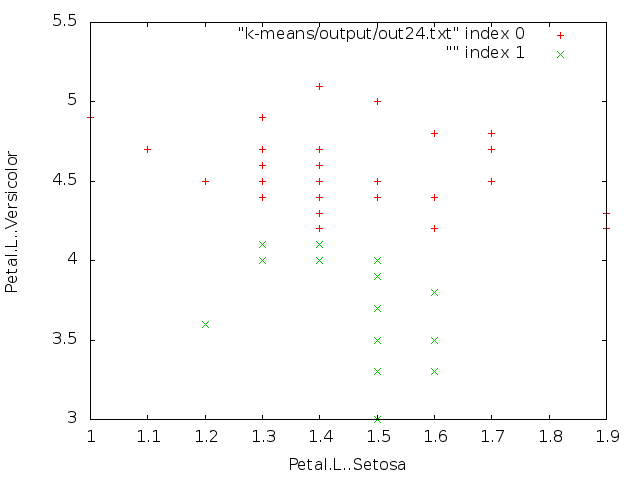 5.5
"k-means/output/out24.txt" index 0
"" index 1
5
4.5
4
3.5
3
Petal.L..Versicolor
1 1.1 1.2 1.3 1.4 1.5 1.6 1.7 1.8 1.9
Petal.L..Setosa